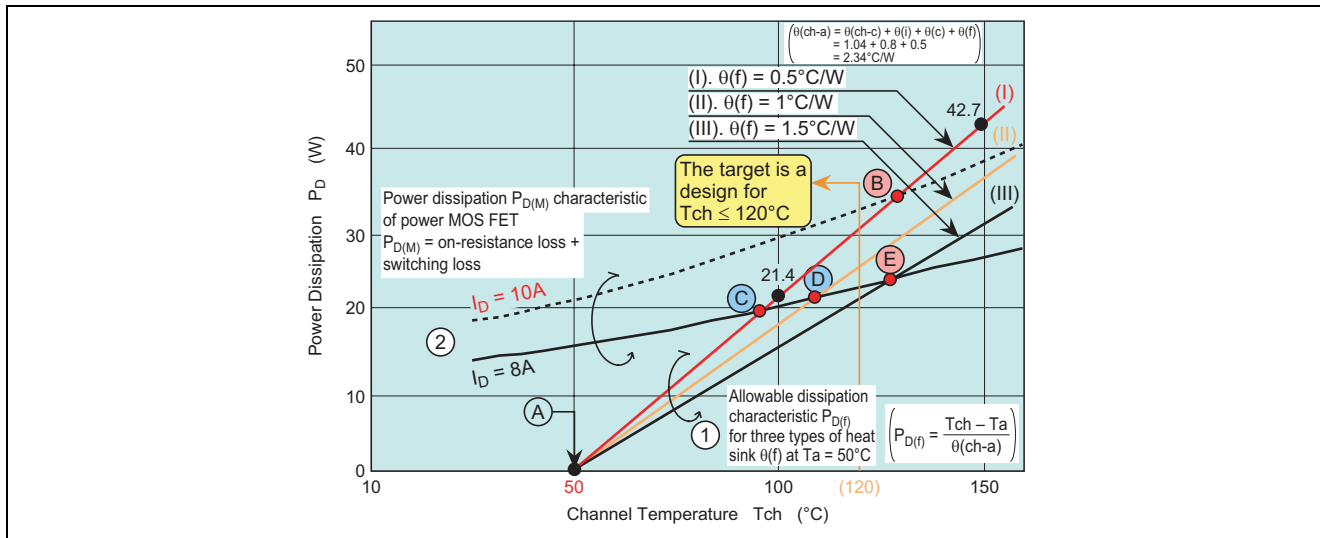 θ(ch-a) = θ(ch-c) + θ(i) + θ(c) + θ(f)
= 1.04 + 0.8 + 0.5
= 2.34°C/W
(I). θ(f) = 0.5°C/W
(II). θ(f) = 1°C/W
(III). θ(f) = 1.5°C/W
(I)
42.7
(II)
(III)
The target is a
design for
Tch ≤ 120°C
B
Power dissipation PD(M) characteristic
of power MOS FET
PD(M) = on-resistance loss +
switching loss
E
D
21.4
C
ID = 10A
2
ID = 8A
A
1
Allowable dissipation
characteristic PD(f)
for three types of heat
sink θ(f) at Ta = 50°C
PD(f) = Tch – Ta
θ(ch-a)
Power Dissipation PD (W)
50
40
30
20
10
0
10
50
100
(120)
150
Channel Temperature Tch (°C)